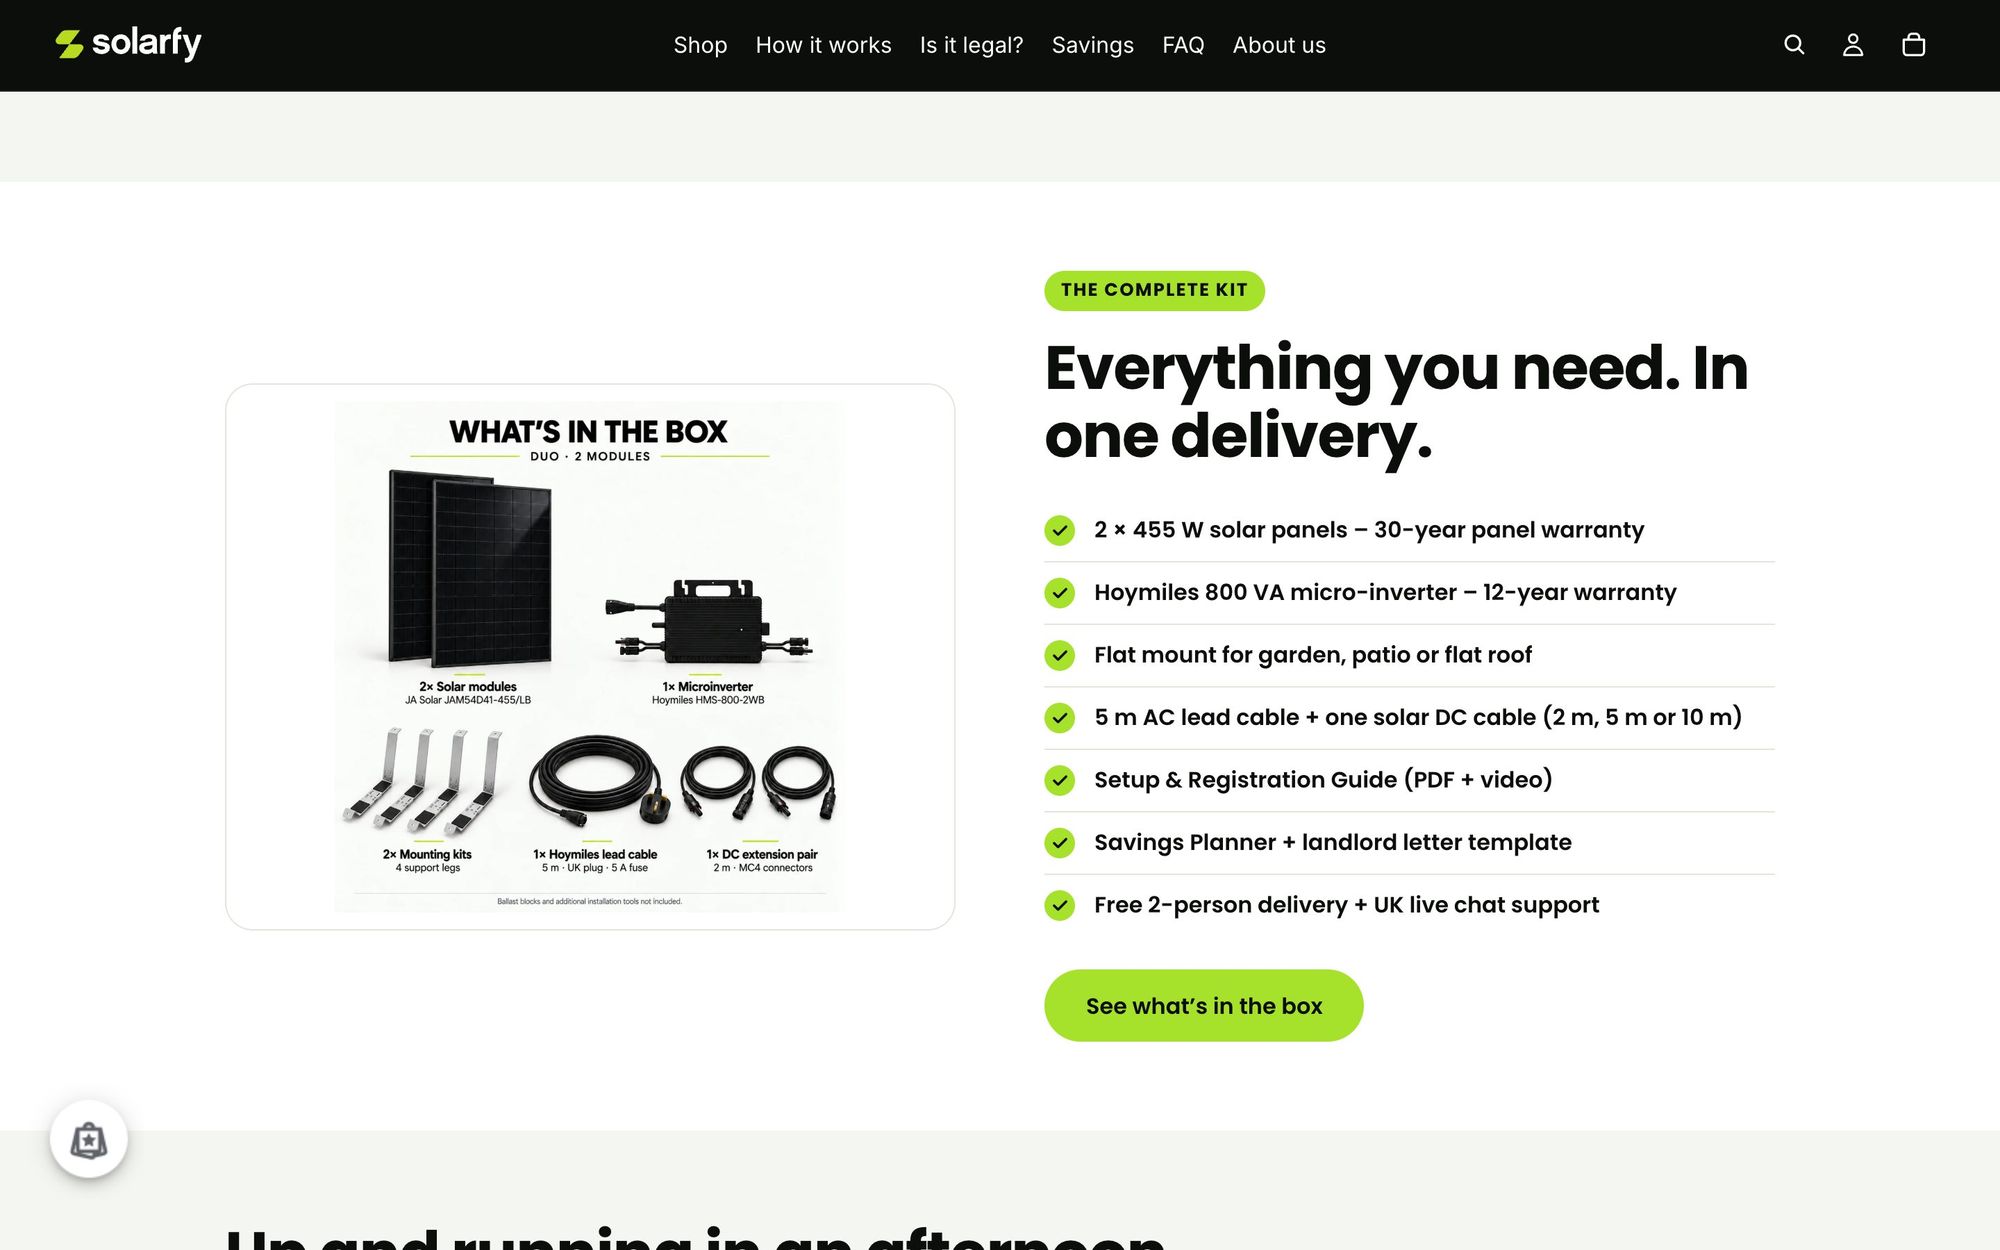 solarfy
Shop How it works Is it legal? Savings FAQ About us
WHAT'S IN THE BOX
DUO · 2 MODULES
2× Solar modules
JA Solar JAM54D41-455/LB
1× Microinverter
Hoymiles HMS-800-2WB
2× Mounting kits
4 support legs
1× Hoymiles lead cable
5 m · UK plug · 5 A fuse
1× DC extension pair
2 m · MC4 connectors
Ballast blocks and additional installation tools not included.
THE COMPLETE KIT
Everything you need. In
one delivery.
2 × 455 W solar panels – 30-year panel warranty
Hoymiles 800 VA micro-inverter – 12-year warranty
Flat mount for garden, patio or flat roof
5 m AC lead cable + one solar DC cable (2 m, 5 m or 10 m)
Setup & Registration Guide (PDF + video)
Savings Planner + landlord letter template
Free 2-person delivery + UK live chat support
See what’s in the box
Up and running in an afternoon